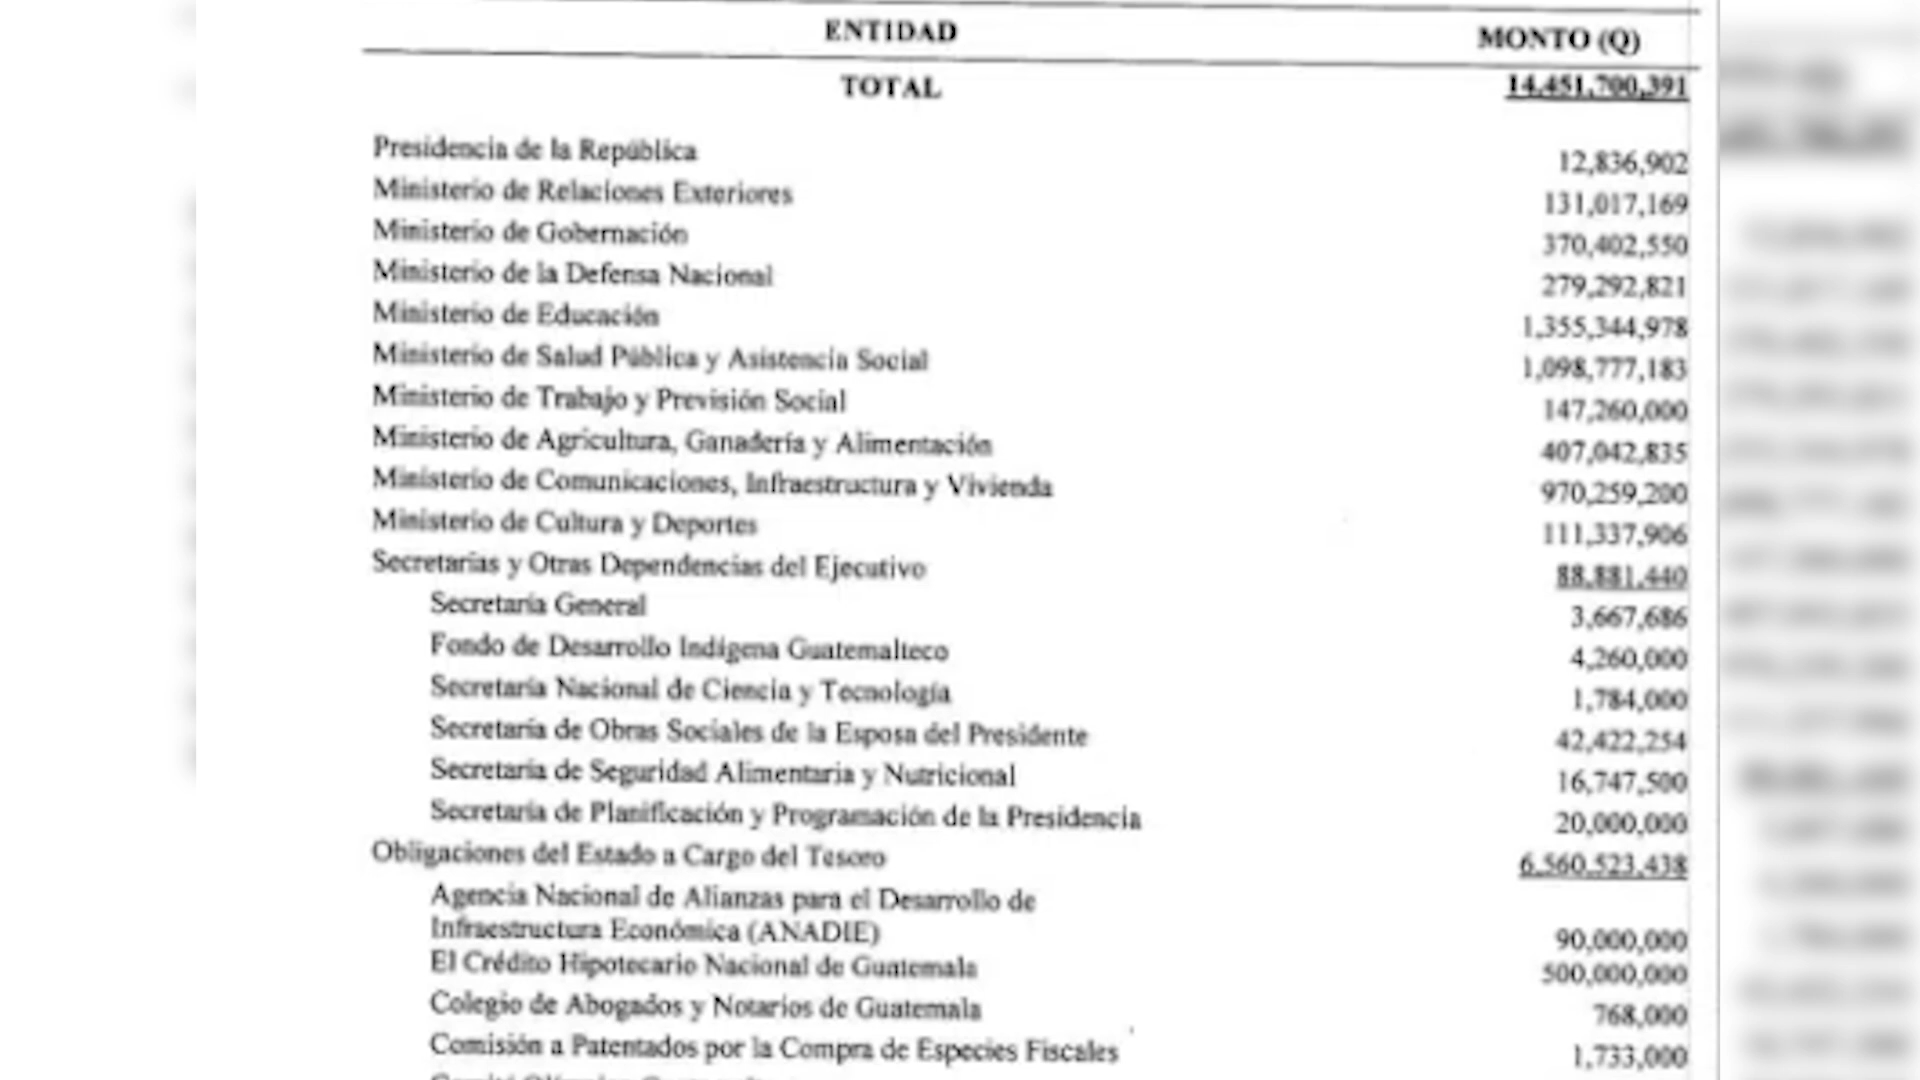 ENTIDAD MONTO (Q)
TOTAL 14,451,700,391
Presidencia de la República 12,836,902
Ministerio de Relaciones Exteriores 131,017,169
Ministerio de Gobernación 370,402,550
Ministerio de la Defensa Nacional 279,292,821
Ministerio de Educación 1,355,344,978
Ministerio de Salud Pública y Asistencia Social 1,098,777,183
Ministerio de Trabajo y Previsión Social 147,260,000
Ministerio de Agricultura, Ganadería y Alimentación 407,042,835
Ministerio de Comunicaciones, Infraestructura y Vivienda 970,259,200
Ministerio de Cultura y Deportes 111,337,906
Secretarías y Otras Dependencias del Ejecutivo 88,881,440
Secretaría General 3,667,686
Fondo de Desarrollo Indígena Guatemalteco 4,260,000
Secretaría Nacional de Ciencia y Tecnología 1,784,000
Secretaría de Obras Sociales de la Esposa del Presidente 42,422,254
Secretaría de Seguridad Alimentaria y Nutricional 16,747,500
Secretaría de Planificación y Programación de la Presidencia 20,000,000
Obligaciones del Estado a Cargo del Tesoro 6,560,523,438
Agencia Nacional de Alianzas para el Desarrollo de
Infraestructura Económica (ANADIE) 90,000,000
El Crédito Hipotecario Nacional de Guatemala 500,000,000
Colegio de Abogados y Notarios de Guatemala 768,000
Comisión a Patentados por la Compra de Especies Fiscales 1,733,000